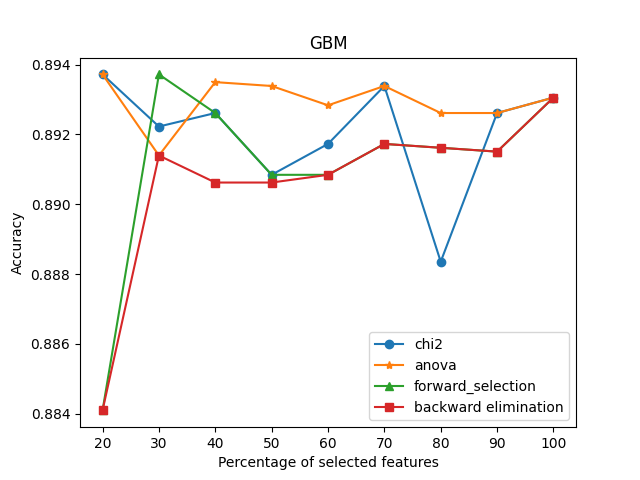 GBM
0.894
0.892
0.890
0.888
0.886
0.884
Accuracy
20 30 40 50 60 70 80 90 100
Percentage of selected features
chi2
anova
forward_selection
backward elimination